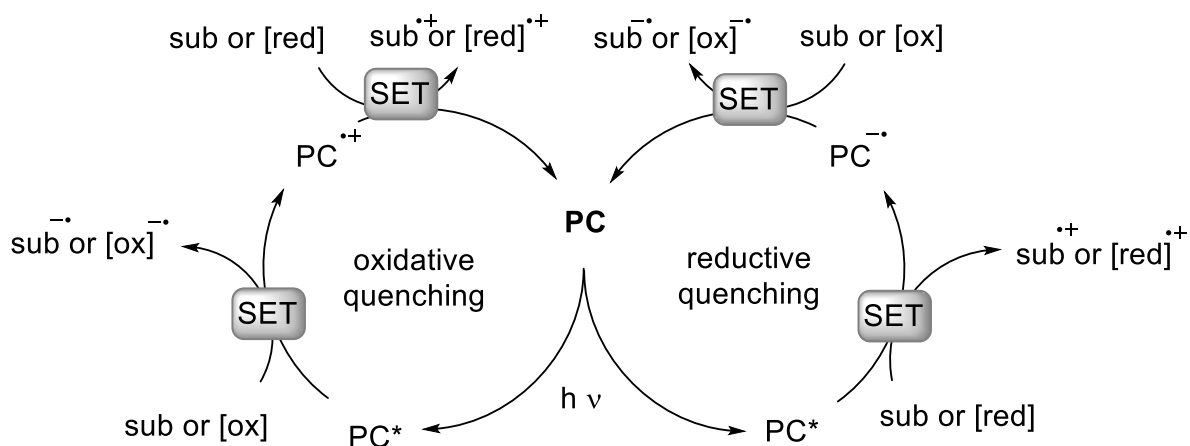 sub or [red]
sub•+ or [red]•+
sub−• or [ox]−•
sub or [ox]
SET
SET
PC•+
PC−•
PC
sub−• or [ox]−•
oxidative
quenching
reductive
quenching
sub•+ or [red]•+
SET
SET
h ν
sub or [ox]
PC*
PC*
sub or [red]